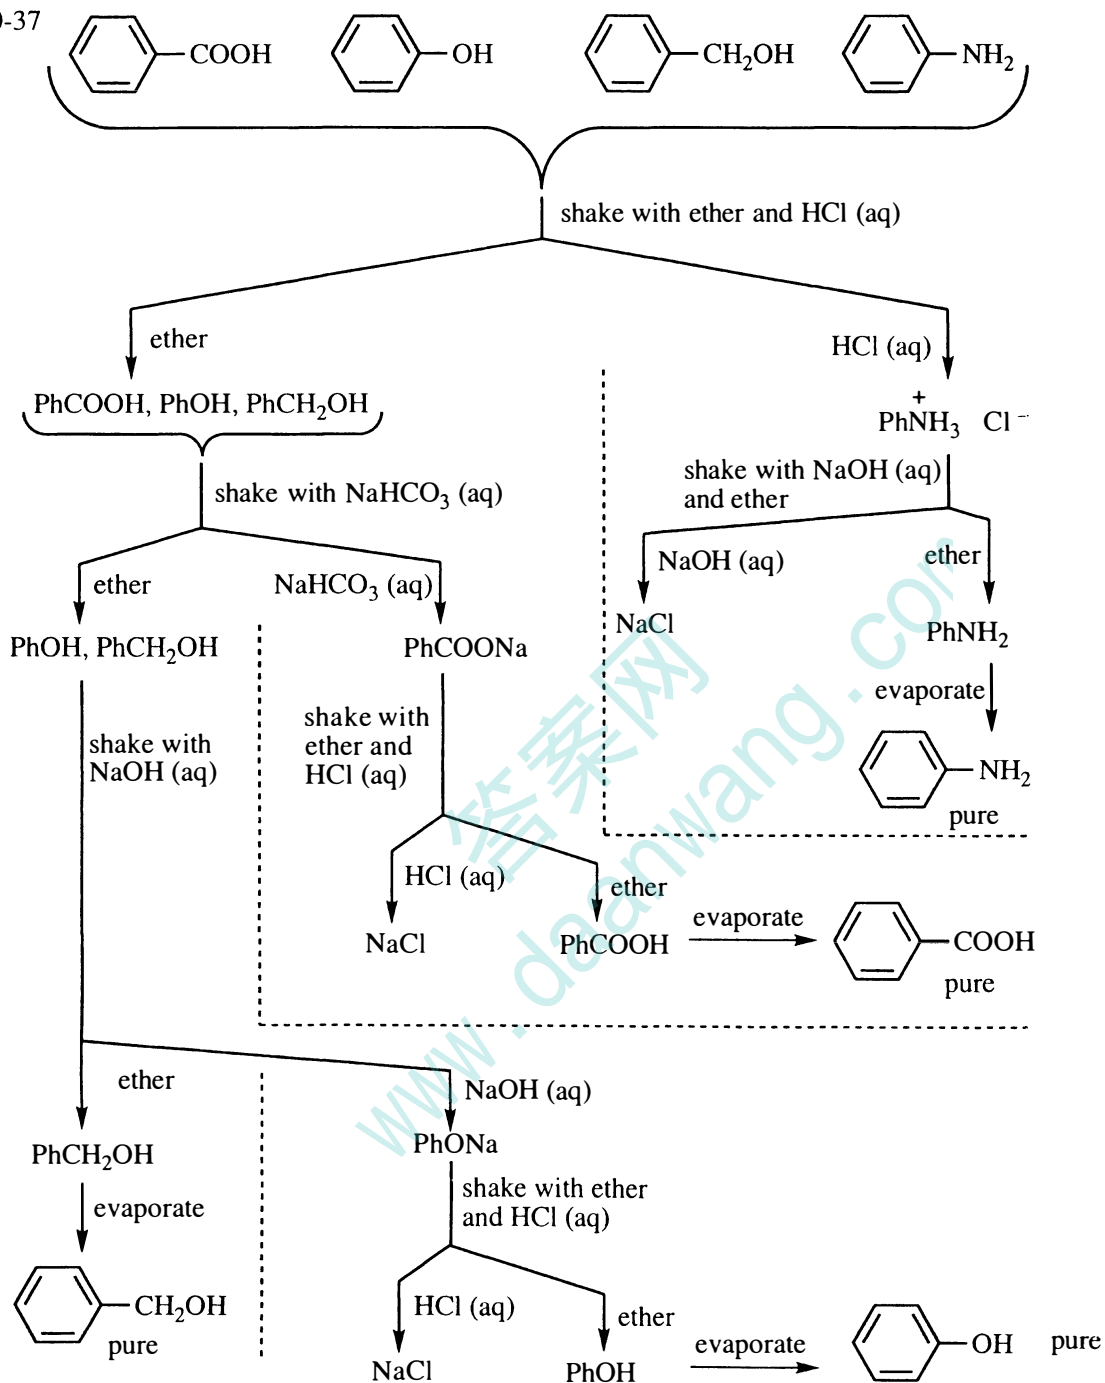 0-37
COOH OH CH₂OH NH₂
shake with ether and HCl (aq)
ether
HCl (aq)
PhCOOH, PhOH, PhCH₂OH
PhN⁺H₃ Cl⁻
shake with NaHCO₃ (aq)
shake with NaOH (aq)
and ether
ether
NaHCO₃ (aq)
NaOH (aq)
ether
PhOH, PhCH₂OH
PhCOONa
NaCl
PhNH₂
evaporate
NH₂
pure
shake with
NaOH (aq)
shake with
ether and
HCl (aq)
HCl (aq)
ether
NaCl
PhCOOH
evaporate
COOH
pure
ether
NaOH (aq)
PhCH₂OH
PhONa
evaporate
shake with ether
and HCl (aq)
CH₂OH
pure
HCl (aq)
ether
NaCl
PhOH
evaporate
OH pure
答案网
www.daanwang.com